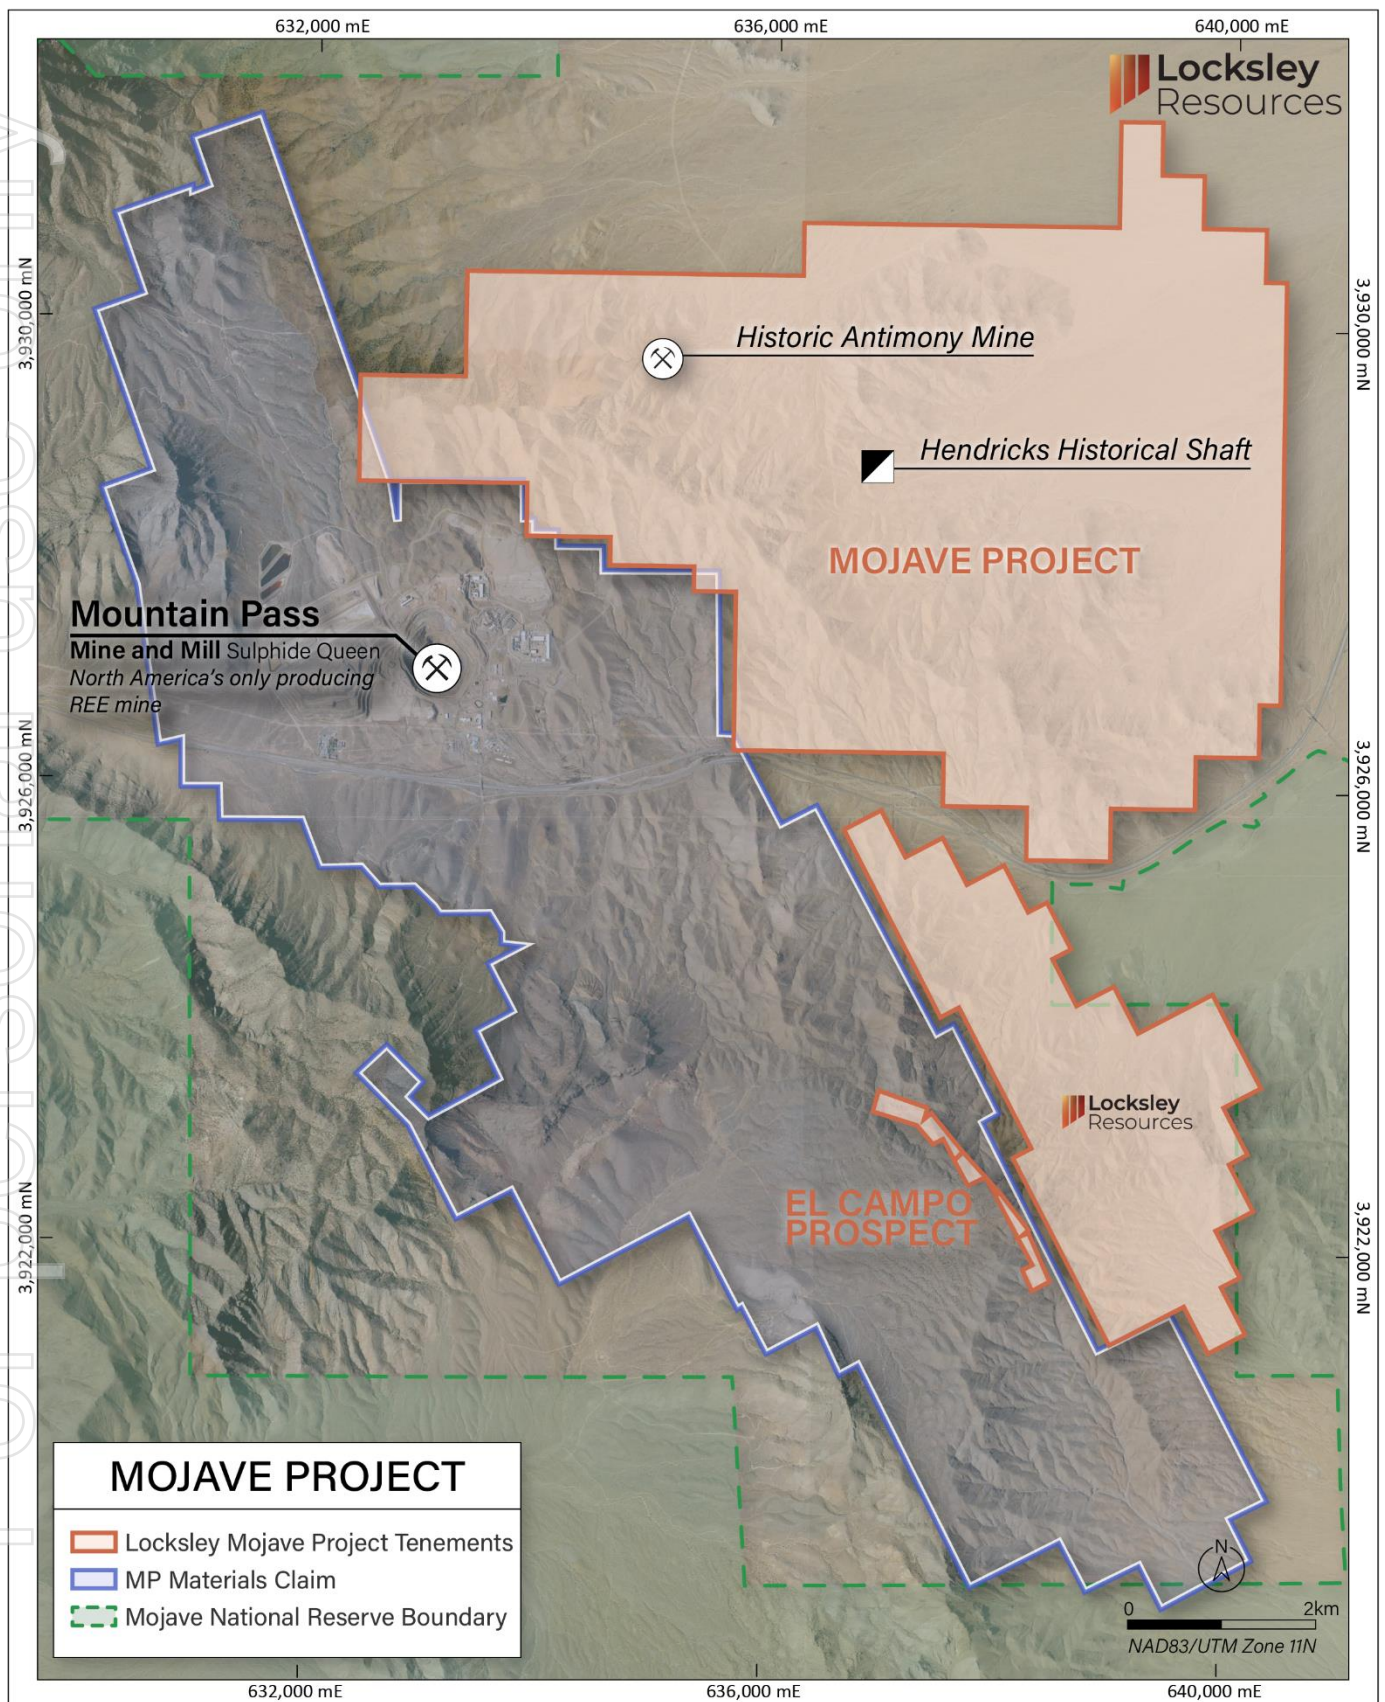 632,000 mE
636,000 mE
640,000 mE
Locksley
Resources
3,930,000 mN
3,930,000 mN
Historic Antimony Mine
Hendricks Historical Shaft
MOJAVE PROJECT
Mountain Pass
Mine and Mill Sulphide Queen
North America's only producing
REE mine
3,926,000 mN
3,926,000 mN
Locksley
Resources
EL CAMPO
PROSPECT
3,922,000 mN
3,922,000 mN
MOJAVE PROJECT
Locksley Mojave Project Tenements
MP Materials Claim
Mojave National Reserve Boundary
N
0 2km
NAD83/UTM Zone 11N
632,000 mE
636,000 mE
640,000 mE